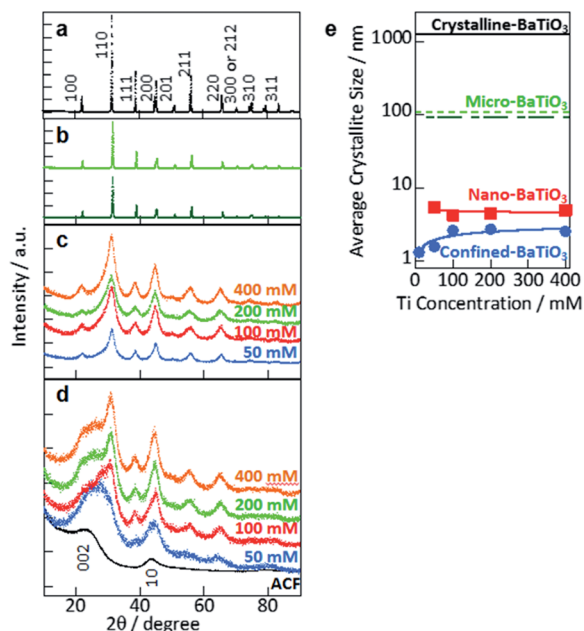 a
100
110
111
200
201
211
220
300 or 212
310
311
b
c
400 mM
200 mM
100 mM
50 mM
d
400 mM
200 mM
100 mM
50 mM
002
10
ACF
Intensity / a.u.
20 40 60 80
2θ / degree
e
Crystalline-BaTiO3
1000
Micro-BaTiO3
100
Nano-BaTiO3
10
Confined-BaTiO3
1
0 100 200 300 400
Ti Concentration / mM
Average Crystallite Size / nm